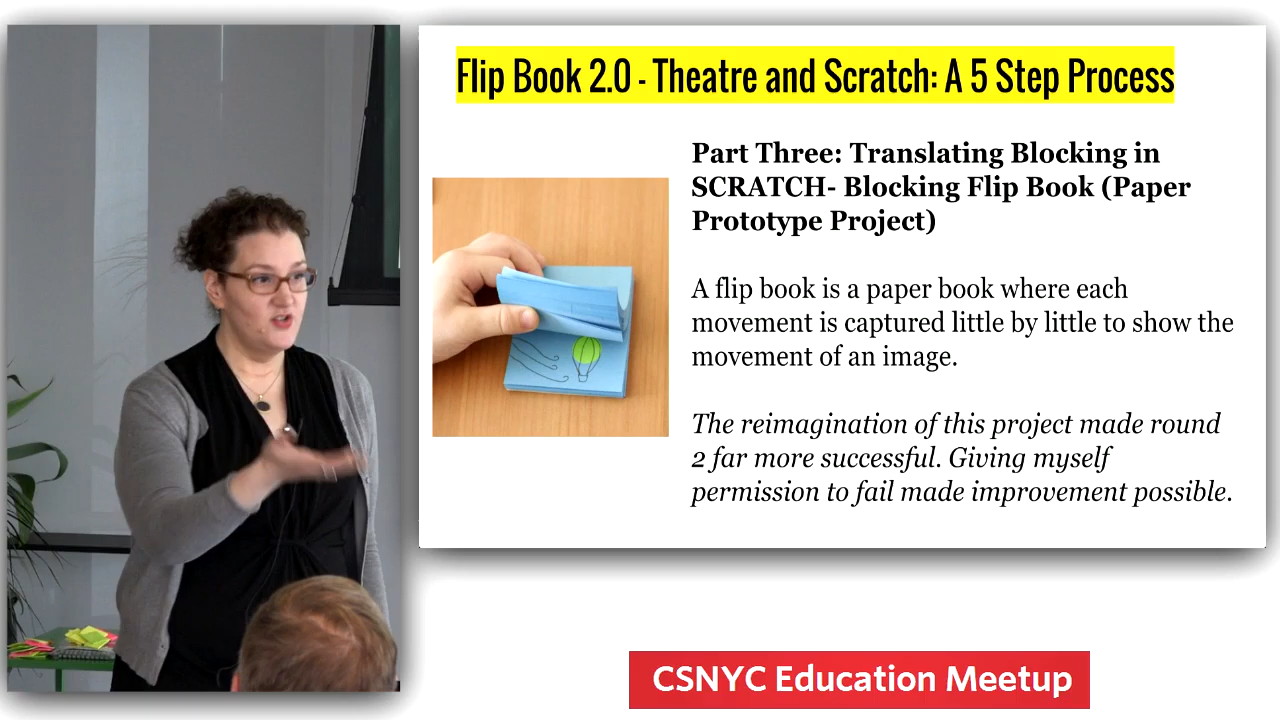 Flip Book 2.0 - Theatre and Scratch: A 5 Step Process
Part Three: Translating Blocking in
SCRATCH- Blocking Flip Book (Paper
Prototype Project)
A flip book is a paper book where each
movement is captured little by little to show the
movement of an image.
The reimagination of this project made round
2 far more successful. Giving myself
permission to fail made improvement possible.
CSNYC Education Meetup